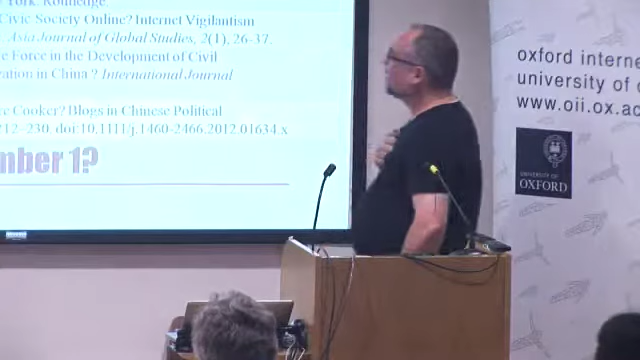 York: Routledge.
Civic Society Online? Internet Vigilantism
Asia Journal of Global Studies, 2(1), 26-37.
e Force in the Development of Civil
ration in China ? International Journal
e Cooker? Blogs in Chinese Political
212–230. doi:10.1111/j.1460-2466.2012.01634.x
mber 1?
oxford interne
university of o
www.oii.ox.ac
UNIVERSITY OF
OXFORD